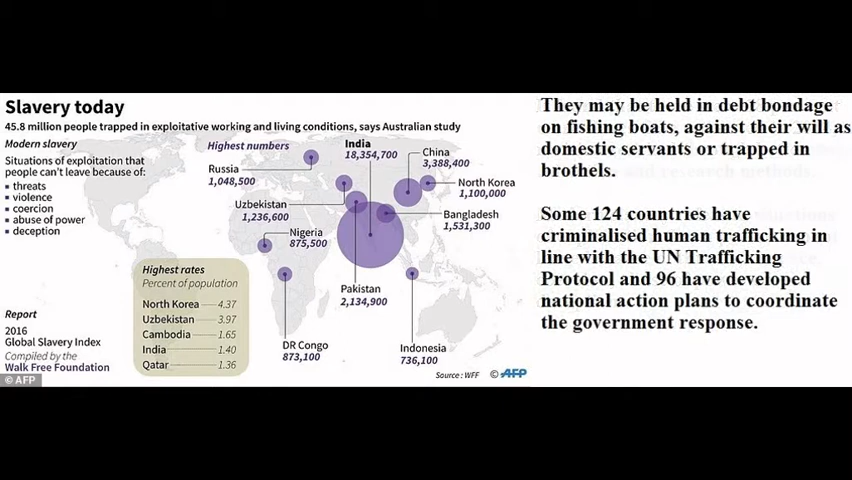 Slavery today
45.8 million people trapped in exploitative working and living conditions, says Australian study
Modern slavery
Situations of exploitation that
people can't leave because of:
threats
violence
coercion
abuse of power
deception
Highest numbers
Russia
1,048,500
India
18,354,700
China
3,388,400
North Korea
1,100,000
Uzbekistan
1,236,600
Bangladesh
1,531,300
Nigeria
875,500
Pakistan
2,134,900
DR Congo
873,100
Indonesia
736,100
Highest rates
Percent of population
North Korea 4.37
Uzbekistan 3.97
Cambodia 1.65
India 1.40
Qatar 1.36
Report
2016
Global Slavery Index
Compiled by the
Walk Free Foundation
© AFP
Source : WFF © AFP
They may be held in debt bondage
on fishing boats, against their will as
domestic servants or trapped in
brothels.
Some 124 countries have
criminalised human trafficking in
line with the UN Trafficking
Protocol and 96 have developed
national action plans to coordinate
the government response.